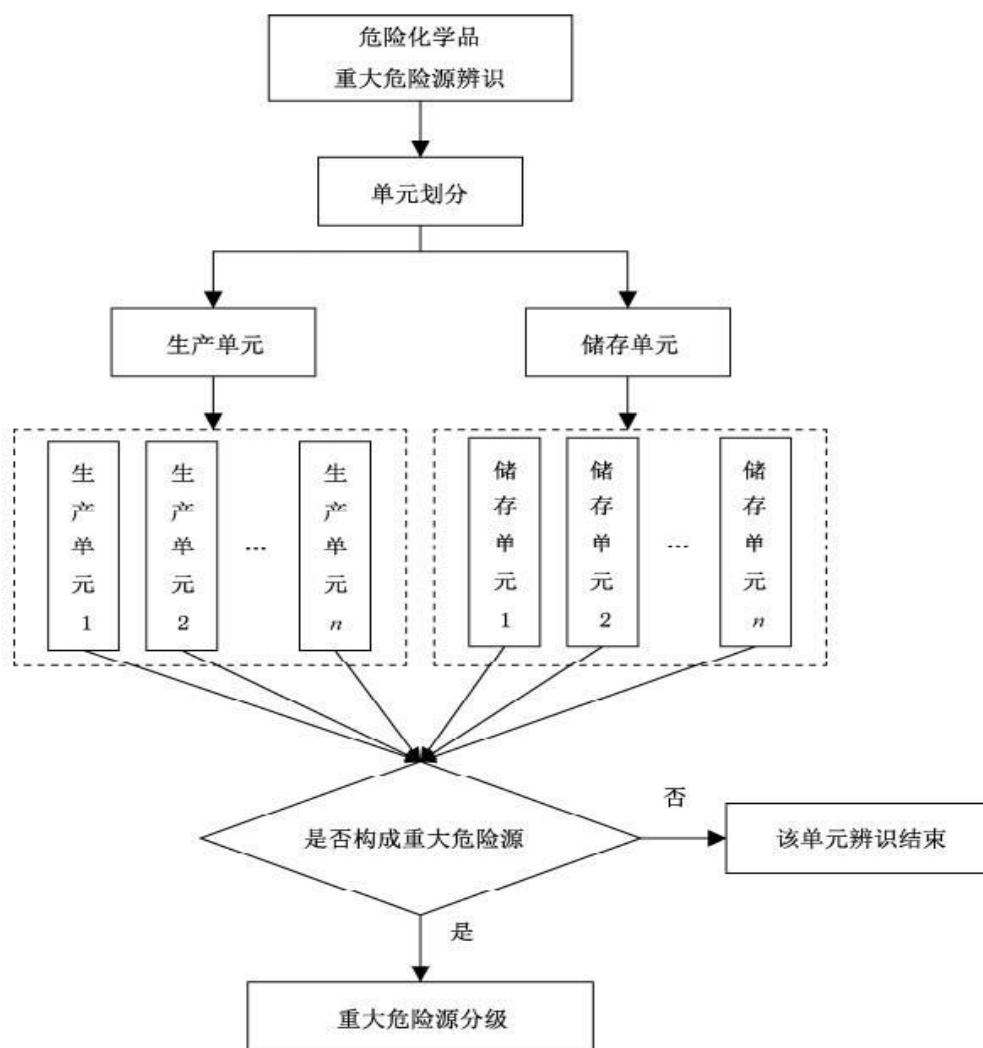 危险化学品
重大危险源辨识
单元划分
生产单元
储存单元
生产单元1
生产单元2
…
生产单元n
储存单元1
储存单元2
…
储存单元n
是否构成重大危险源
否
该单元辨识结束
是
重大危险源分级